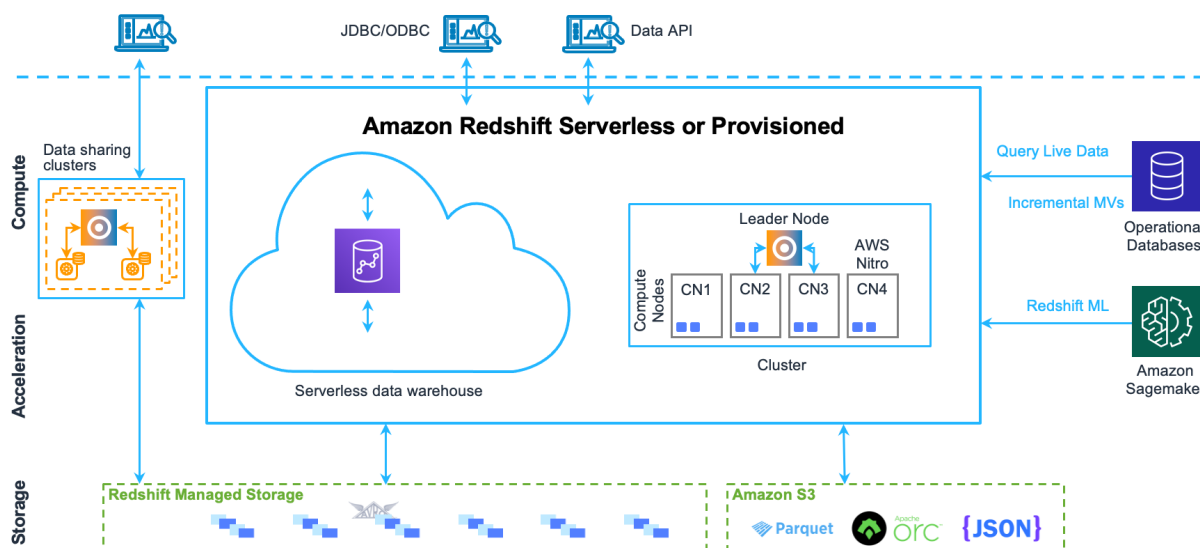 JDBC/ODBC
Data API
Amazon Redshift Serverless or Provisioned
Compute
Data sharing
clusters
Query Live Data
Incremental MVs
Operationa
Databases
Leader Node
AWS
Nitro
Compute
Nodes
CN1
CN2
CN3
CN4
Cluster
Serverless data warehouse
Redshift ML
Amazon
Sagemake
Acceleration
Storage
Redshift Managed Storage
Amazon S3
Parquet
Apache
orc
{JSON}